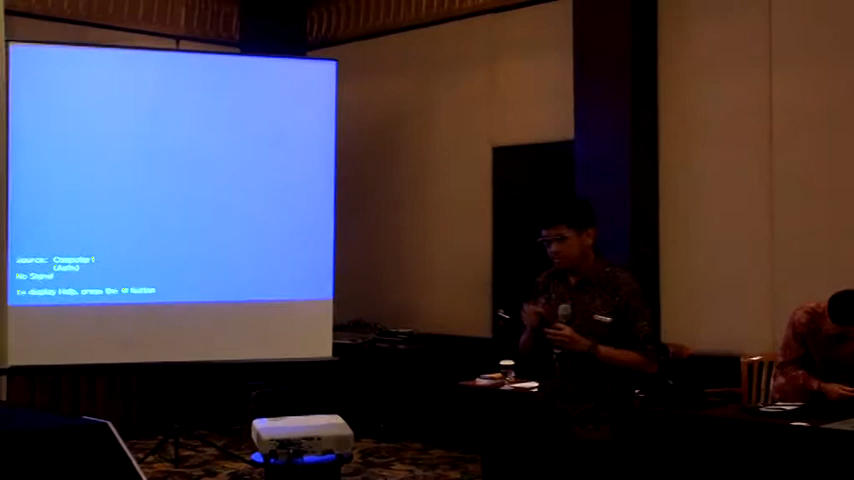 Source: Computer1
(Auto)
No Signal
To display Help, press the button